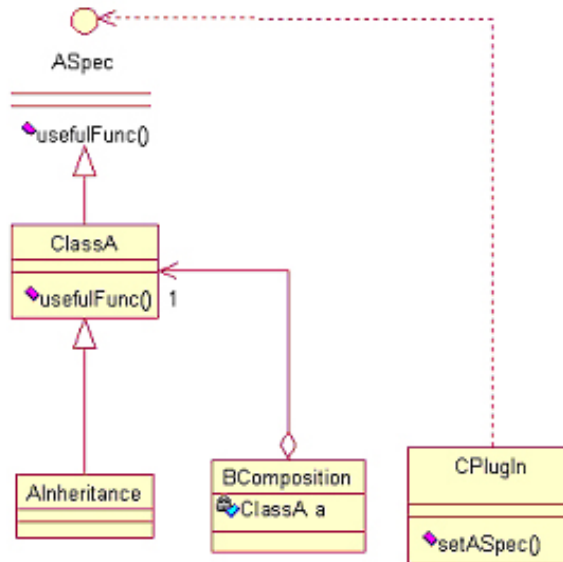 ASpec
usefulFunc()
ClassA
usefulFunc()
1
AInheritance
BComposition
ClassA a
CPlugIn
setASpec()